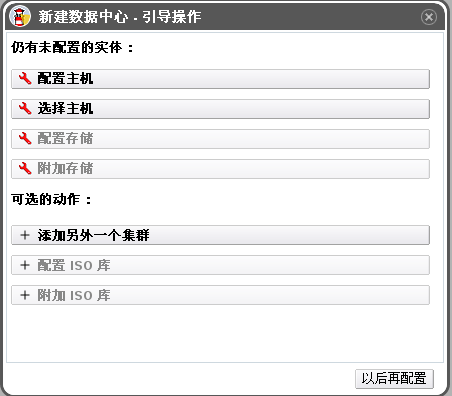 新建数据中心 - 引导操作
仍有未配置的实体：
配置主机
选择主机
配置存储
附加存储
可选的动作：
添加另外一个集群
配置 ISO 库
附加 ISO 库
以后再配置